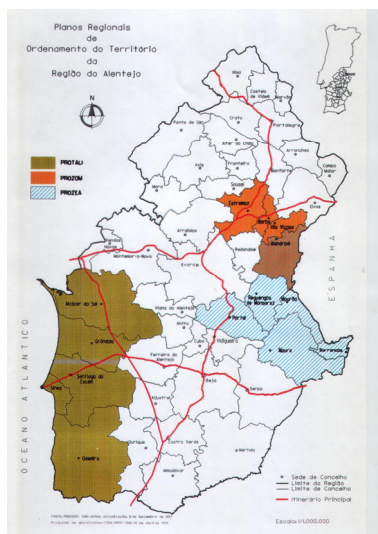 Planos Regionais
de
Ordenamento do Território
da
Região do Alentejo
N
PROTALI
PROZOM
PROZEA
Nisa
Castelo
de Vide
Marvão
Ponte de Sôr
Crato
Portalegre
Alter do Chão
Arronches
Avis
Fronteira
Monforte
Campo
Maior
Mora
Sousel
Estremoz
Elvas
Borba
Vila Viçosa
Arraiolos
Vendas
Novas
Montemor-o-Novo
Redondo
Alandroal
Évora
ESPANHA
Reguengos
de Monsaraz
Mourão
Alcácer do Sal
Viana do Alentejo
Portel
Alvito
Grândola
Cuba
Vidigueira
Moura
Barrancos
Ferreira do
Alentejo
Santiago do
Cacém
Sines
Beja
Serpa
Aljustrel
OCEANO ATLÂNTICO
Ourique
Castro Verde
Mértola
Odemira
Almodôvar
Sede de Concelho
Limite da Região
Limite de Concelho
Itinerário Principal
Escala: 1/1,000,000